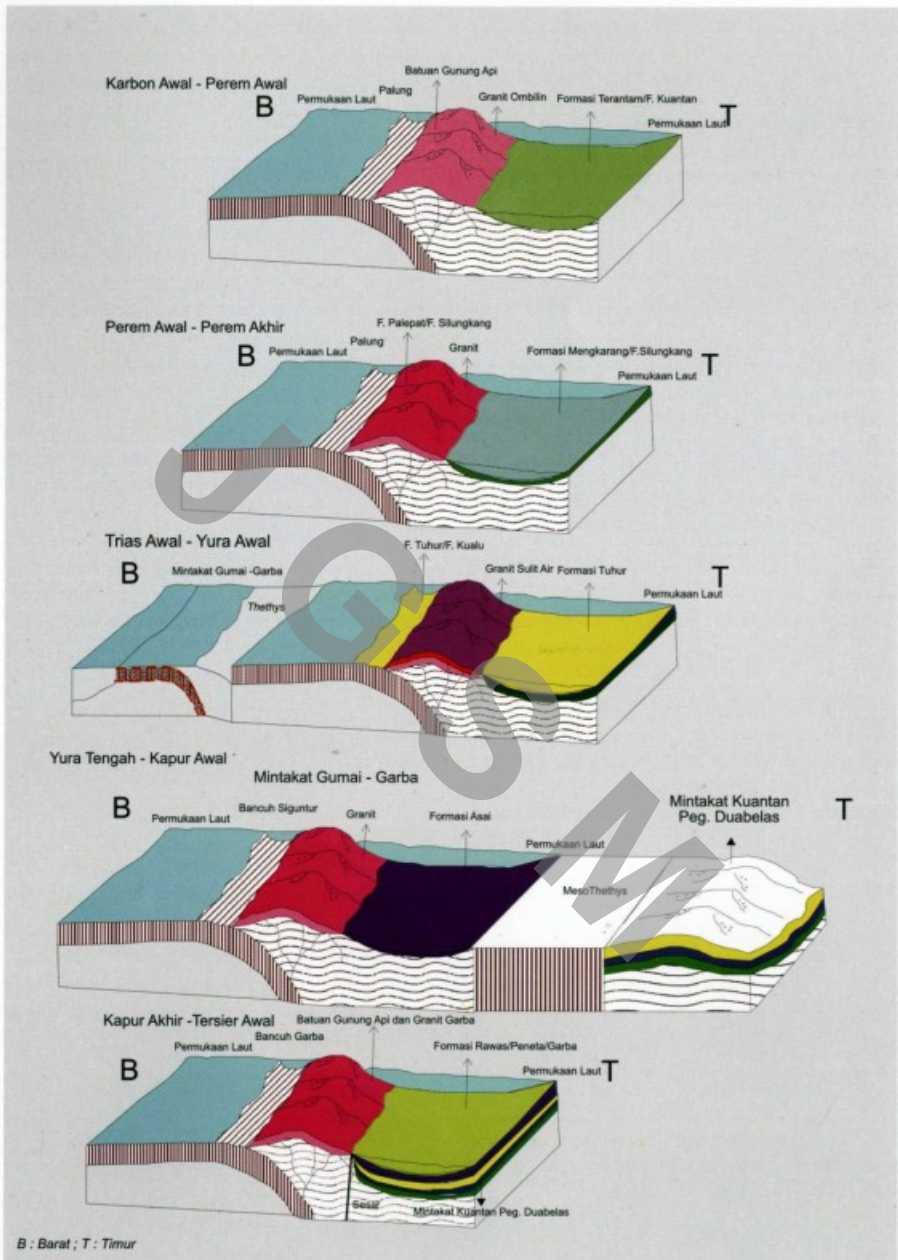 Karbon Awal - Perem Awal
Batuan Gunung Api
B
Permukaan Laut
Palung
Granit Ombilin
Formasi Terantam/F. Kuantan
T
Permukaan Laut
Perem Awal - Perem Akhir
F. Palepat/F. Silungkang
B
Permukaan Laut
Palung
Granit
Formasi Mengkarang/F.Silungkang
T
Permukaan Laut
Trias Awal - Yura Awal
F. Tuhur/F. Kualu
B
Mintakat Gumai -Garba
Thethys
Granit Sulit Air
Formasi Tuhur
T
Permukaan Laut
Yura Tengah - Kapur Awal
Mintakat Gumai - Garba
B
Permukaan Laut
Bancuh Siguntur
Granit
Formasi Asai
Permukaan Laut
Mintakat Kuantan
Peg. Duabelas
T
MesoThethys
Kapur Akhir -Tersier Awal
Batuan Gunung Api dan Granit Garba
B
Permukaan Laut
Bancuh Garba
Formasi Rawas/Peneta/Garba
Permukaan Laut
T
Sesar
Mintakat Kuantan Peg. Duabelas
B : Barat ; T : Timur
JGSM